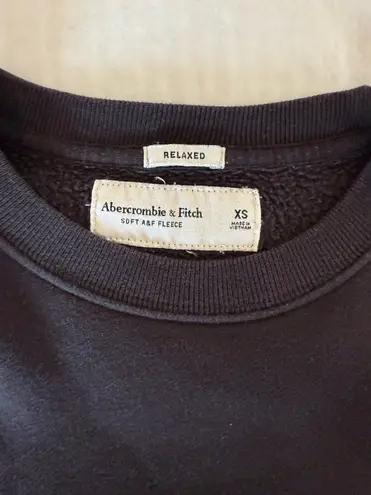 RELAXED
Abercrombie & Fitch
SOFT A&F FLEECE
XS
MADE IN
VIETNAM